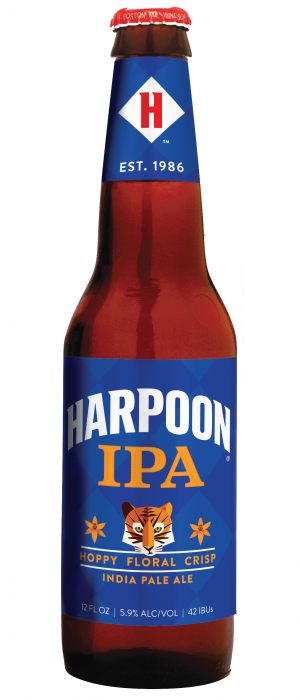 H
™
EST. 1986
HARPOON®
IPA
HOPPY FLORAL CRISP
INDIA PALE ALE
12 FL OZ | 5.9% ALC/VOL | 42 IBUs